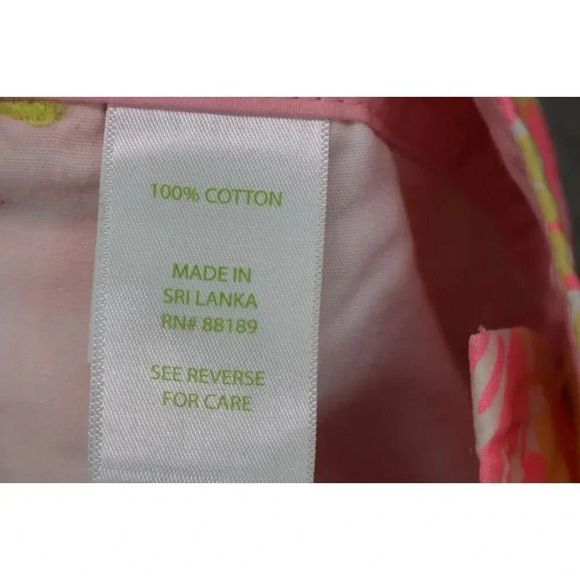 100% COTTON
MADE IN
SRI LANKA
RN# 88189
SEE REVERSE
FOR CARE